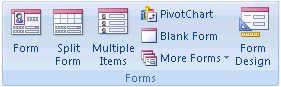 Form
Split
Form
Multiple
Items
PivotChart
Blank Form
More Forms
Form
Design
Forms